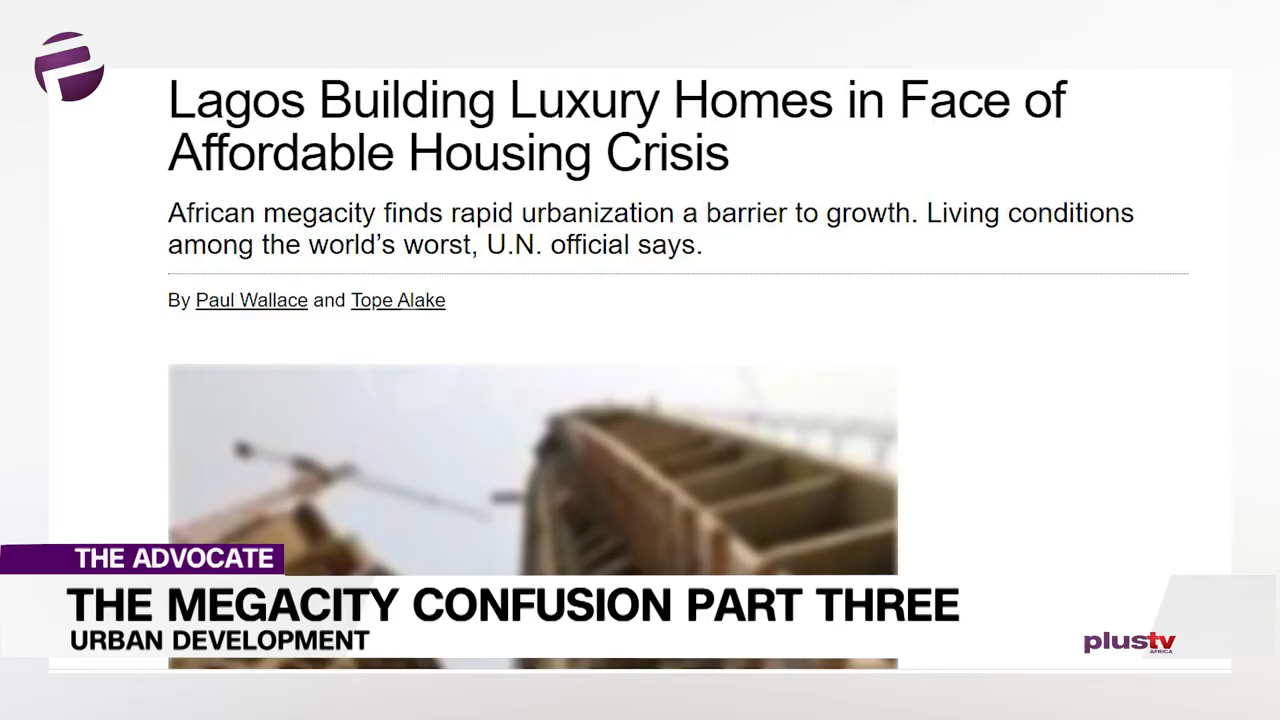 Lagos Building Luxury Homes in Face of
Affordable Housing Crisis
African megacity finds rapid urbanization a barrier to growth. Living conditions
among the world's worst, U.N. official says.
By Paul Wallace and Tope Alake
THE ADVOCATE
THE MEGACITY CONFUSION PART THREE
URBAN DEVELOPMENT
plustv
AFRICA